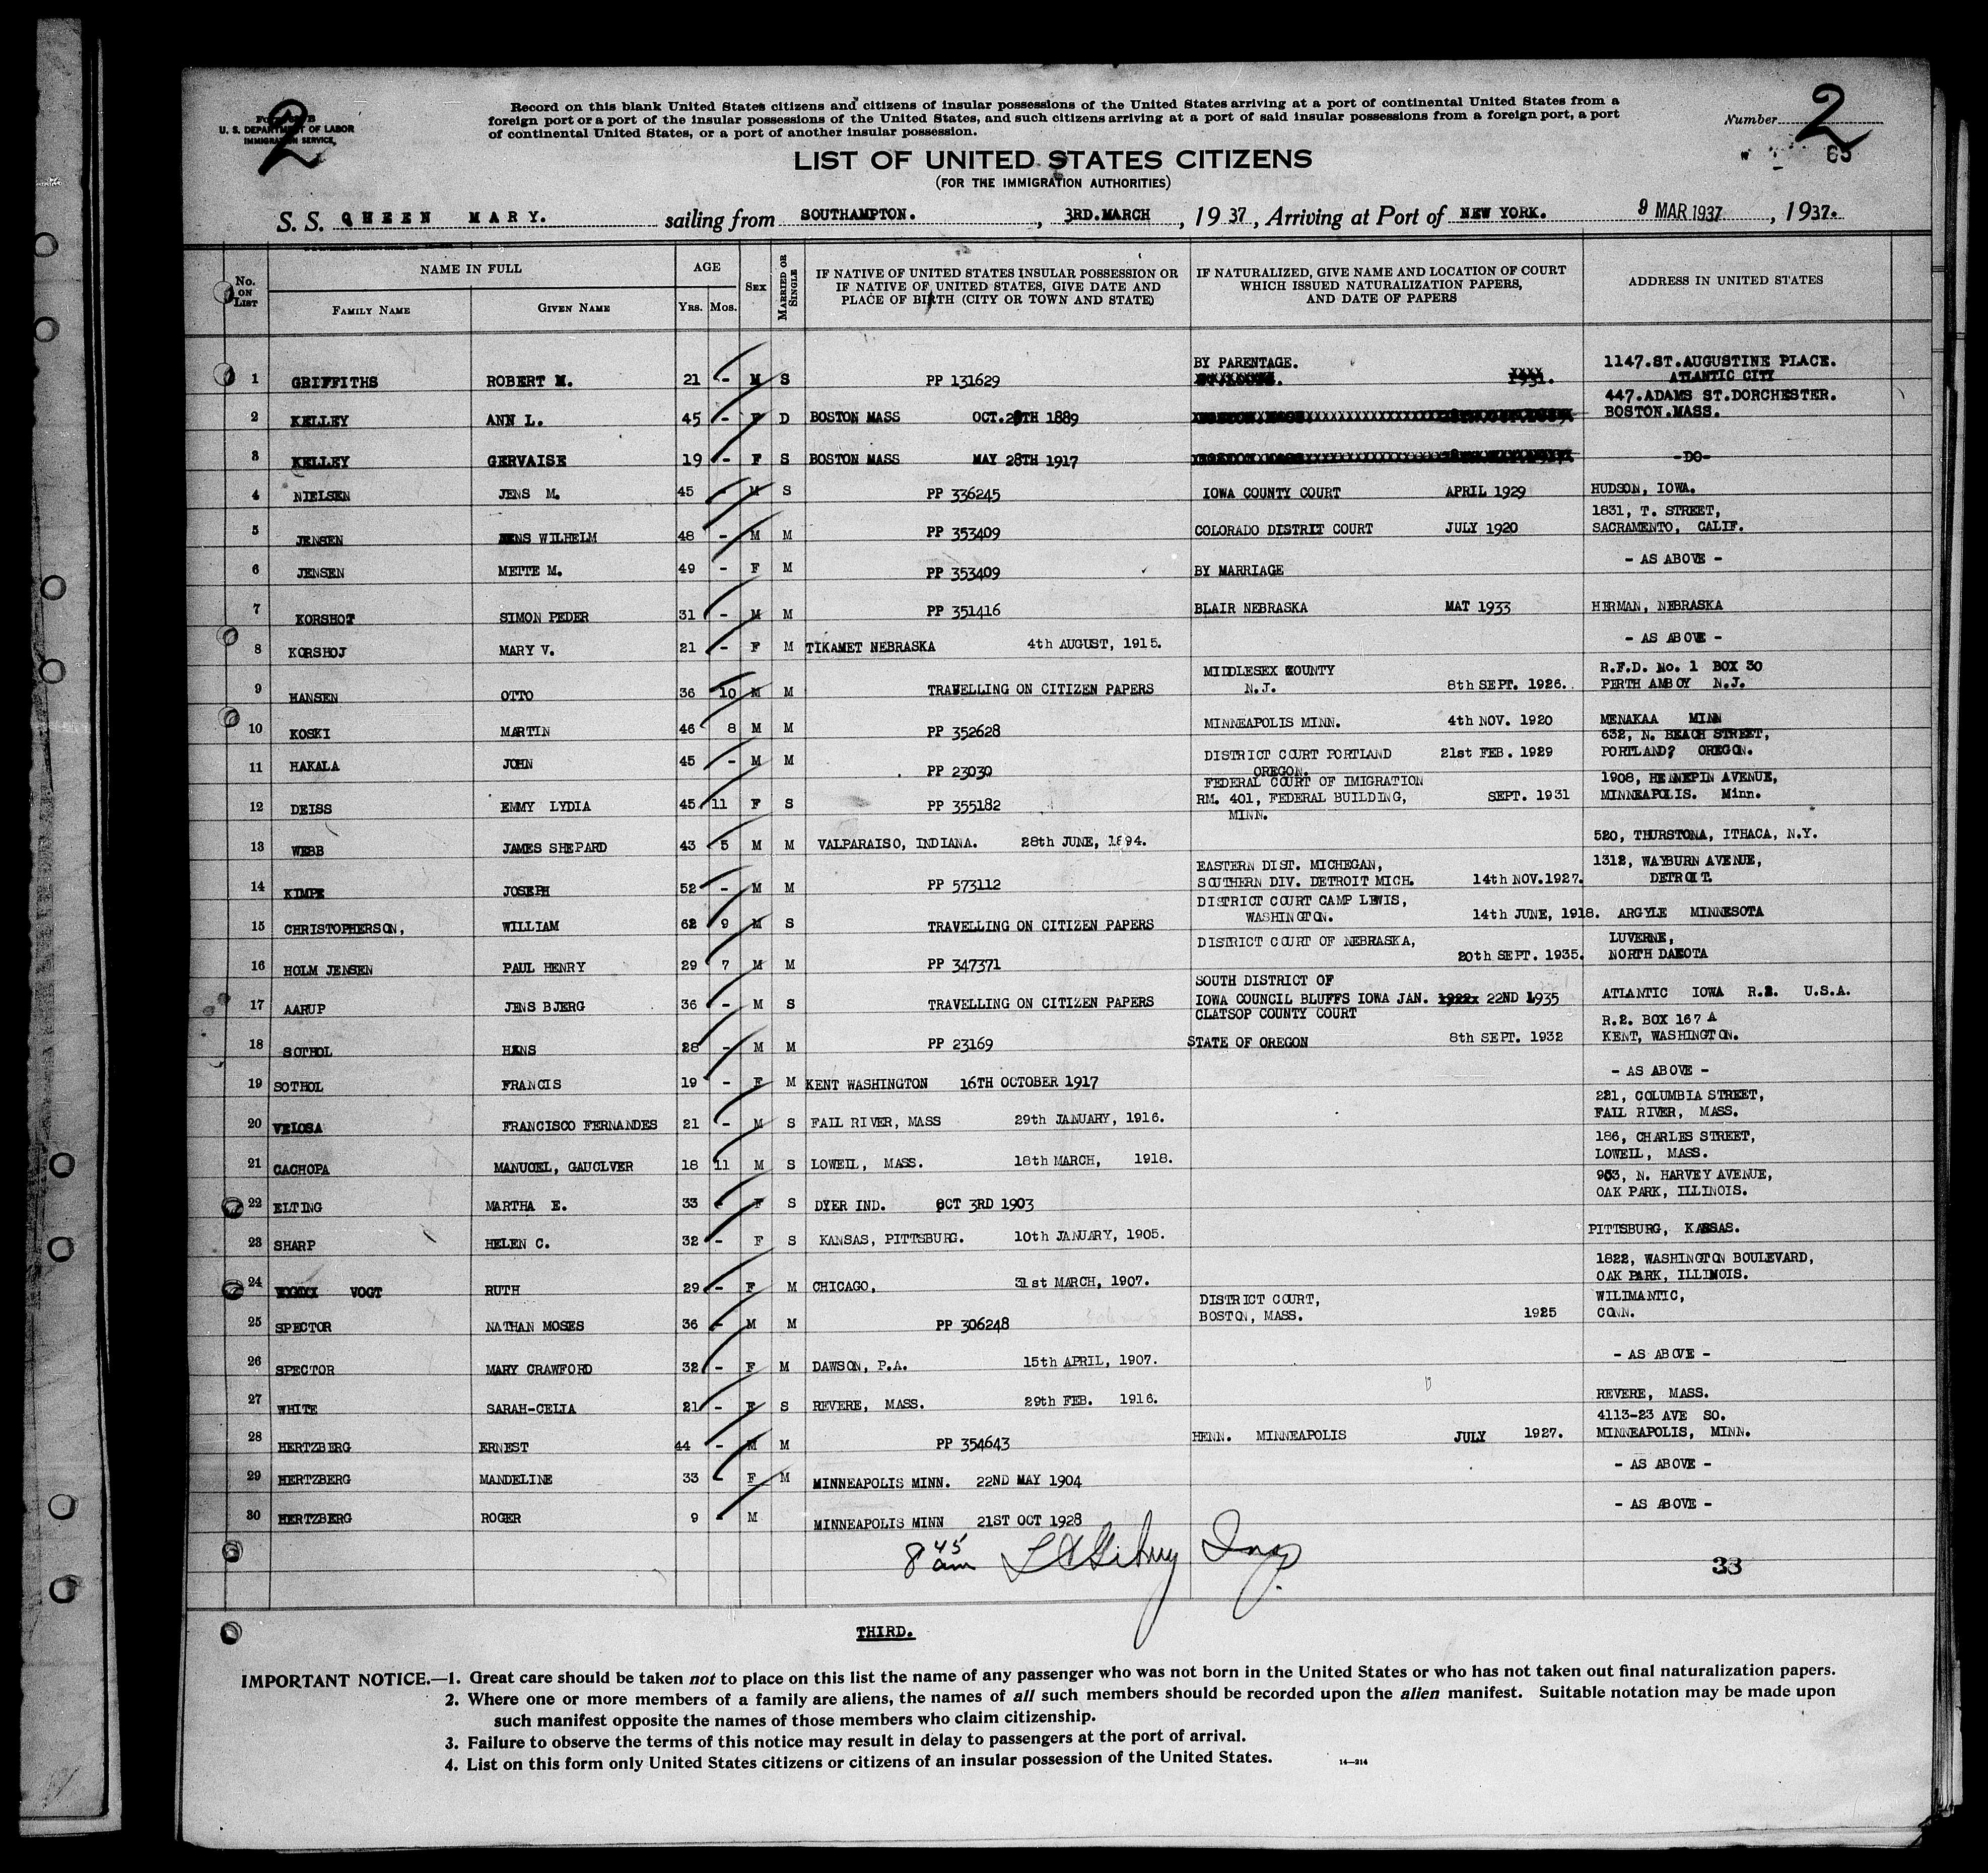 2
U. S. DEPARTMENT OF LABOR
IMMIGRATION SERVICE,
Record on this blank United States citizens and citizens of insular possessions of the United States arriving at a port of continental United States from a
foreign port or a port of the insular possessions of the United States, and such citizens arriving at a port of said insular possessions from a foreign port, a port
of continental United States, or a port of another insular possession.
Number 2
65
LIST OF UNITED STATES CITIZENS
(FOR THE IMMIGRATION AUTHORITIES)
S. S. QHEEN MARY. sailing from SOUTHAMPTON. , 3RD.MARCH , 19 37 , Arriving at Port of NEW YORK. 9 MAR 1937 , 1937.
No. ON LIST NAME IN FULL AGE SEX MARRIED OR SINGLE IF NATIVE OF UNITED STATES INSULAR POSSESSION OR IF NATIVE OF UNITED STATES, GIVE DATE AND PLACE OF BIRTH (CITY OR TOWN AND STATE) IF NATURALIZED, GIVE NAME AND LOCATION OF COURT WHICH ISSUED NATURALIZATION PAPERS, AND DATE OF PAPERS ADDRESS IN UNITED STATES
FAMILY NAME GIVEN NAME YRS. MOS.
1 GRIFFITHS ROBERT M. 21 - M S PP 131629 BY PARENTAGE. 1931. 1147.ST.AUGUSTINE PLACE. ATLANTIC CITY
2 KELLEY ANN L. 45 - F D BOSTON MASS OCT.28TH 1889 447.ADAMS ST.DORCHESTER. BOSTON.MASS.
3 KELLEY GERVAISE 19 - F S BOSTON MASS MAY 28TH 1917 -DO-
4 NIELSEN JENS M. 45 - M S PP 336245 IOWA COUNTY COURT APRIL 1929 HUDSON, IOWA.
5 JENSEN JENS WILHELM 48 - M M PP 353409 COLORADO DISTRICT COURT JULY 1920 1831, T. STREET, SACRAMENTO, CALIF.
6 JENSEN METTE M. 49 - F M PP 353409 BY MARRIAGE - AS ABOVE -
7 KORSHOT SIMON PEDER 31 - M M PP 351416 BLAIR NEBRASKA MAT 1933 HERMAN, NEBRASKA
8 KORSHOJ MARY V. 21 - F M TIKAMET NEBRASKA 4th AUGUST, 1915. - AS ABOVE -
9 HANSEN OTTO 36 10 M M TRAVELLING ON CITIZEN PAPERS MIDDLESEX COUNTY N.J. 8th SEPT. 1926. R.F.D. No. 1 BOX 30 PERTH AMBOY N.J.
10 KOSKI MARTIN 46 8 M M PP 352628 MINNEAPOLIS MINN. 4th NOV. 1920 MENAKAA MINN
11 HAKALA JOHN 45 - M M PP 23030 DISTRICT COURT PORTLAND OREGON. 21st FEB. 1929 632, N. BEACH STREET, PORTLAND? OREGON.
12 DEISS EMMY LYDIA 45 11 F S PP 355182 FEDERAL COURT OF IMIGRATION RM. 401, FEDERAL BUILDING, MINN. SEPT. 1931 1908, HENNEPIN AVENUE, MINNEAPOLIS. Minn.
13 WEBB JAMES SHEPARD 43 5 M M VALPARAISO, INDIANA. 28th JUNE, 1894. 520, THURSTONA, ITHACA, N.Y.
14 KIMPE JOSEPH 52 - M M PP 573112 EASTERN DIST. MICHEGAN, SOUTHERN DIV. DETROIT MICH. 14th NOV.1927. 1312, WAYBURN AVENUE, DETROIT.
15 CHRISTOPHERSON, WILLIAM 62 9 M S TRAVELLING ON CITIZEN PAPERS DISTRICT COURT CAMP LEWIS, WASHINGTON. 14th JUNE, 1918. ARGYLE MINNESOTA
16 HOLM JENSEN PAUL HENRY 29 7 M M PP 347371 DISTRICT COURT OF NEBRASKA, 20th SEPT. 1935. LUVERNE, NORTH DAKOTA
17 AARUP JENS BJERG 36 - M S TRAVELLING ON CITIZEN PAPERS SOUTH DISTRICT OF IOWA COUNCIL BLUFFS IOWA JAN. 1922x 22ND 1935 ATLANTIC IOWA R.2. U.S.A.
18 SOTHOL HANS 28 - M M PP 23169 CLATSOP COUNTY COURT STATE OF OREGON 8th SEPT. 1932 R.2. BOX 167 A KENT, WASHINGTON.
19 SOTHOL FRANCIS 19 - F M KENT WASHINGTON 16TH OCTOBER 1917 - AS ABOVE -
20 VELOSA FRANCISCO FERNANDES 21 - M S FAIL RIVER, MASS 29th JANUARY, 1916. 221, COLUMBIA STREET, FAIL RIVER, MASS.
21 CACHOPA MANUOEL, GAUCLVER 18 11 M S LOWEIL, MASS. 18th MARCH, 1918. 186, CHARLES STREET, LOWEIL, MASS.
22 ELTING MARTHA E. 33 - F S DYER IND. OCT 3RD 1903 903, N. HARVEY AVENUE, OAK PARK, ILLINOIS.
23 SHARP HELEN C. 32 - F S KANSAS, PITTSBURG. 10th JANUARY, 1905. PITTSBURG, KANSAS.
24 VOGT RUTH 29 - F M CHICAGO, 31st MARCH, 1907. 1822, WASHINGTON BOULEVARD, OAK PARK, ILLINOIS.
25 SPECTOR NATHAN MOSES 36 - M M PP 306248 DISTRICT COURT, BOSTON, MASS. 1925 WILIMANTIC, CONN.
26 SPECTOR MARY CRAWFORD 32 - F M DAWSON, P.A. 15th APRIL, 1907. - AS ABOVE -
27 WHITE SARAH-CELIA 21 - F S REVERE, MASS. 29th FEB. 1916. REVERE, MASS.
28 HERTZBERG ERNEST 44 - M M PP 354643 HENN. MINNEAPOLIS JULY 1927. 4113-23 AVE SO. MINNEAPOLIS, MINN.
29 HERTZBERG MANDELINE 33 - F M MINNEAPOLIS MINN. 22ND MAY 1904 - AS ABOVE -
30 HERTZBERG ROGER 9 - M MINNEAPOLIS MINN 21ST OCT 1928 - AS ABOVE -
8 45 am Insp.
33
THIRD.
IMPORTANT NOTICE.—1. Great care should be taken not to place on this list the name of any passenger who was not born in the United States or who has not taken out final naturalization papers.
2. Where one or more members of a family are aliens, the names of all such members should be recorded upon the alien manifest. Suitable notation may be made upon
such manifest opposite the names of those members who claim citizenship.
3. Failure to observe the terms of this notice may result in delay to passengers at the port of arrival.
4. List on this form only United States citizens or citizens of an insular possession of the United States.
14—214